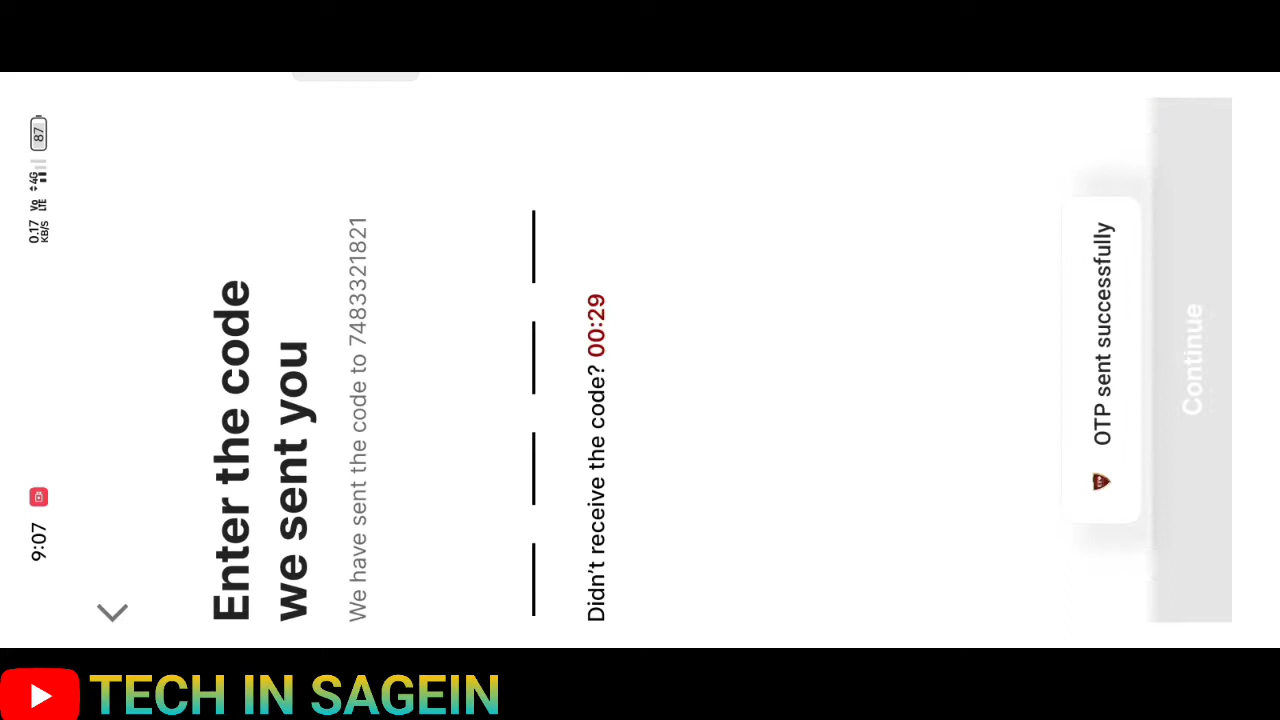 9:07
0.17 KB/S
Vo LTE
4G
87
Enter the code
we sent you
We have sent the code to 7483321821
Didn't receive the code? 00:29
OTP sent successfully
Continue
TECH IN SAGEIN